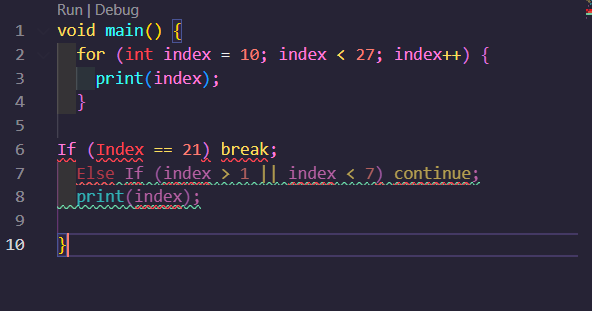 Run | Debug
1 void main() {
2 for (int index = 10; index < 27; index++) {
3 print(index);
4 }
5
6 If (Index == 21) break;
7 Else If (index > 1 || index < 7) continue;
8 print(index);
9
10 }